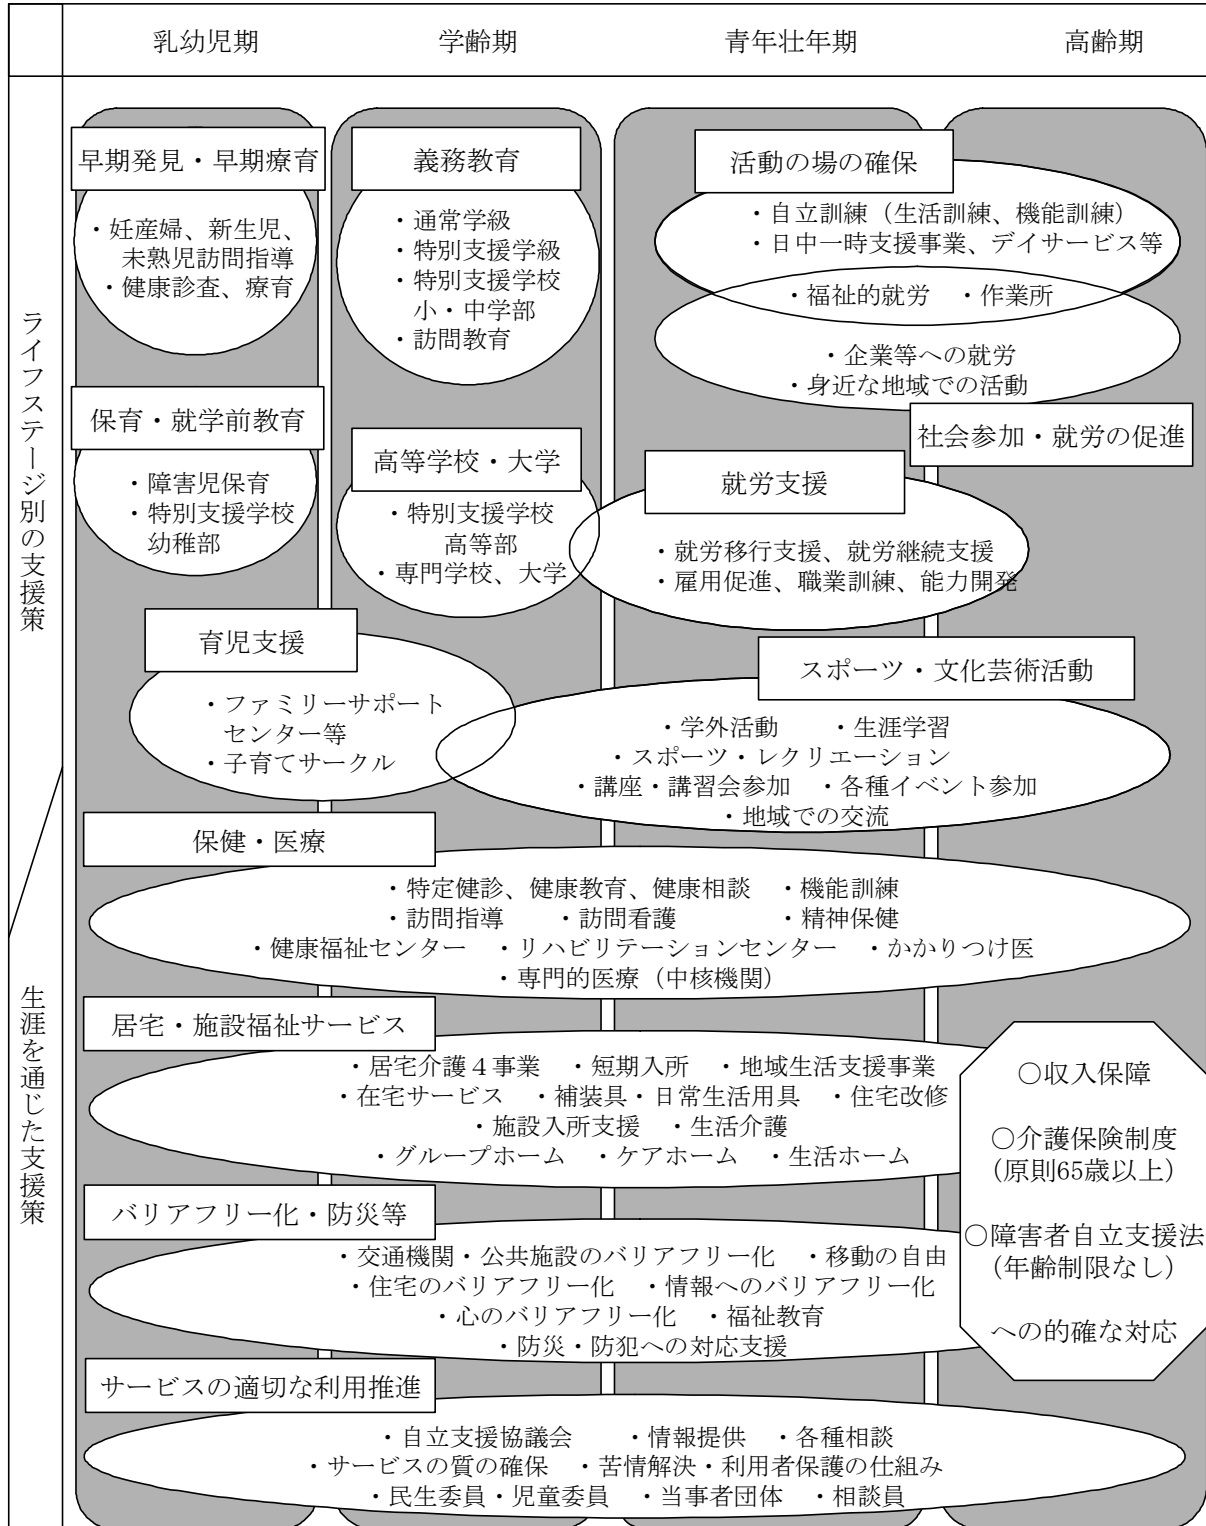 乳幼児期
学齢期
青年壮年期
高齢期
ライフステージ別の支援策
早期発見・早期療育
・妊産婦、新生児、
未熟児訪問指導
・健康診査、療育
義務教育
・通常学級
・特別支援学級
・特別支援学校
小・中学部
・訪問教育
活動の場の確保
・自立訓練（生活訓練、機能訓練）
・日中一時支援事業、デイサービス等
・福祉的就労　・作業所
・企業等への就労
・身近な地域での活動
社会参加・就労の促進
保育・就学前教育
・障害児保育
・特別支援学校
幼稚部
高等学校・大学
・特別支援学校
高等部
・専門学校、大学
就労支援
・就労移行支援、就労継続支援
・雇用促進、職業訓練、能力開発
育児支援
・ファミリーサポート
センター等
・子育てサークル
スポーツ・文化芸術活動
・学外活動　・生涯学習
・スポーツ・レクリエーション
・講座・講習会参加　・各種イベント参加
・地域での交流
生涯を通じた支援策
保健・医療
・特定健診、健康教育、健康相談　・機能訓練
・訪問指導　・訪問看護　・精神保健
・健康福祉センター　・リハビリテーションセンター　・かかりつけ医
・専門的医療（中核機関）
居宅・施設福祉サービス
・居宅介護４事業　・短期入所　・地域生活支援事業
・在宅サービス　・補装具・日常生活用具　・住宅改修
・施設入所支援　・生活介護
・グループホーム　・ケアホーム　・生活ホーム
バリアフリー化・防災等
・交通機関・公共施設のバリアフリー化　・移動の自由
・住宅のバリアフリー化　・情報へのバリアフリー化
・心のバリアフリー化　・福祉教育
・防災・防犯への対応支援
サービスの適切な利用推進
・自立支援協議会　・情報提供　・各種相談
・サービスの質の確保　・苦情解決・利用者保護の仕組み
・民生委員・児童委員　・当事者団体　・相談員
○収入保障
○介護保険制度
（原則65歳以上）
○障害者自立支援法
（年齢制限なし）
への的確な対応